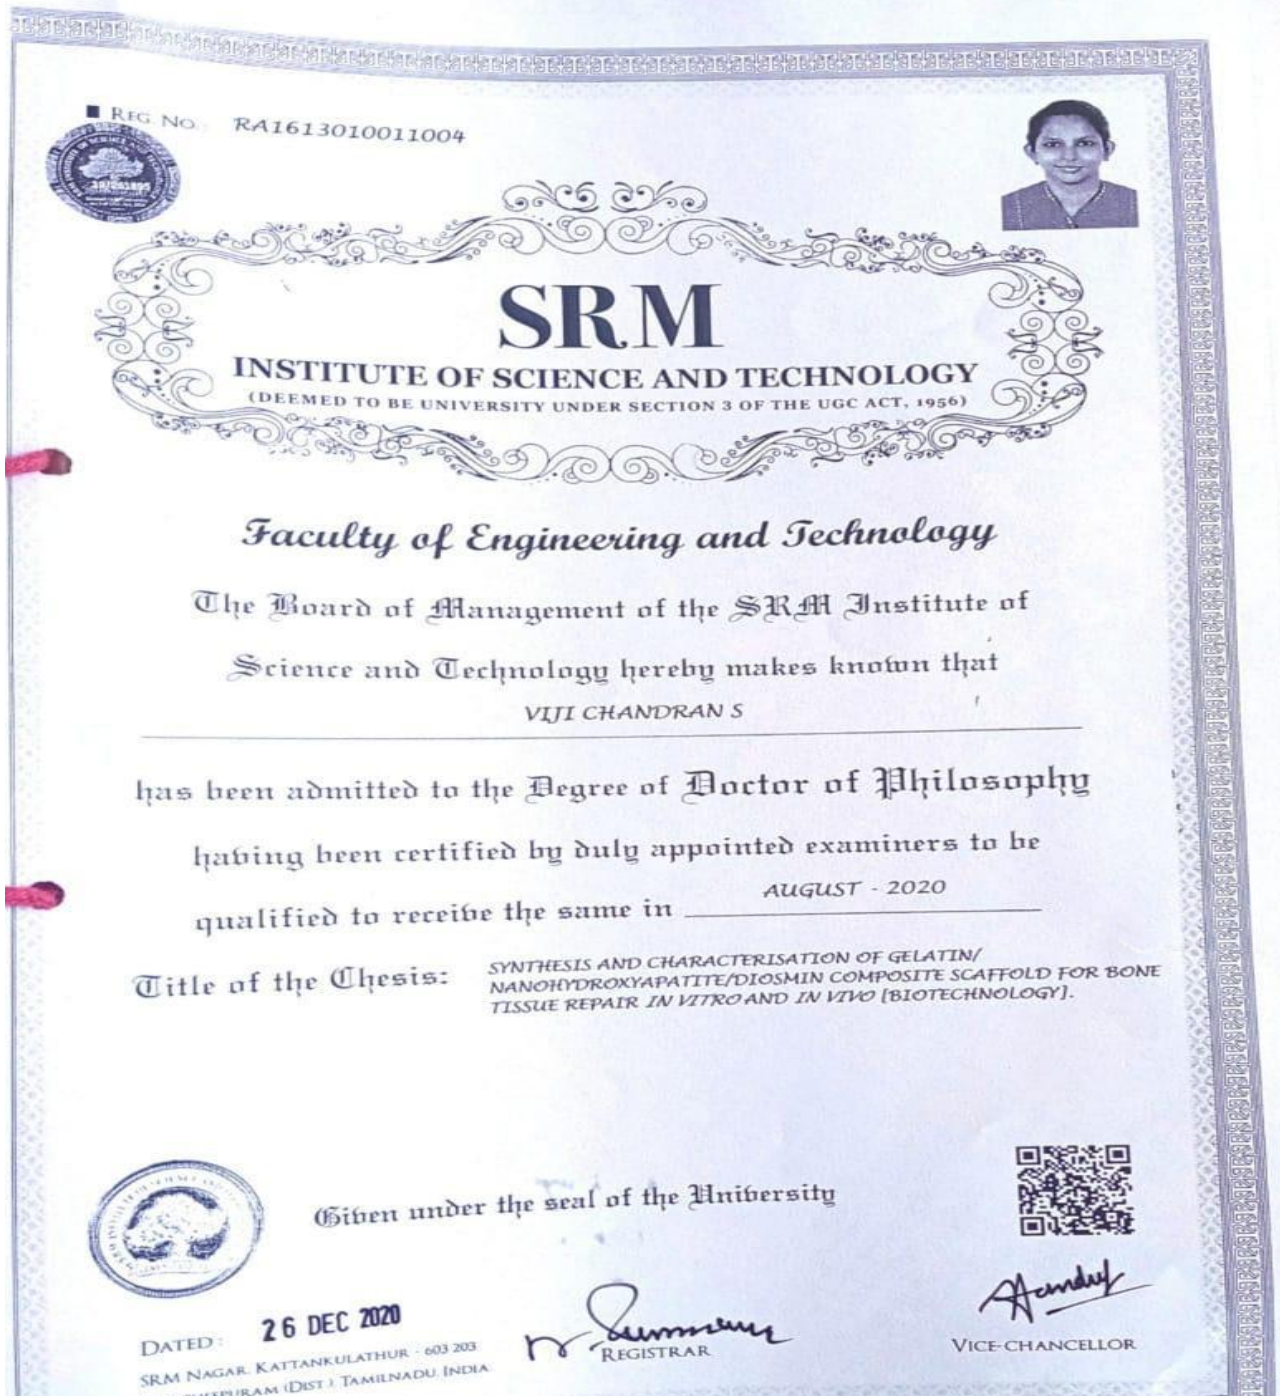 REG. NO. RA1613010011004
SRM
INSTITUTE OF SCIENCE AND TECHNOLOGY
(DEEMED TO BE UNIVERSITY UNDER SECTION 3 OF THE UGC ACT, 1956)
Faculty of Engineering and Technology
The Board of Management of the SRM Institute of
Science and Technology hereby makes known that
VIJI CHANDRAN S
has been admitted to the Degree of Doctor of Philosophy
having been certified by duly appointed examiners to be
qualified to receive the same in AUGUST - 2020
Title of the Thesis: SYNTHESIS AND CHARACTERISATION OF GELATIN/
NANOHYDROXYAPATITE/DIOSMIN COMPOSITE SCAFFOLD FOR BONE
TISSUE REPAIR IN VITRO AND IN VIVO [BIOTECHNOLOGY].
Given under the seal of the University
DATED: 26 DEC 2020
SRM NAGAR, KATTANKULATHUR - 603 203
(DIST.) TAMILNADU. INDIA.
REGISTRAR
VICE-CHANCELLOR